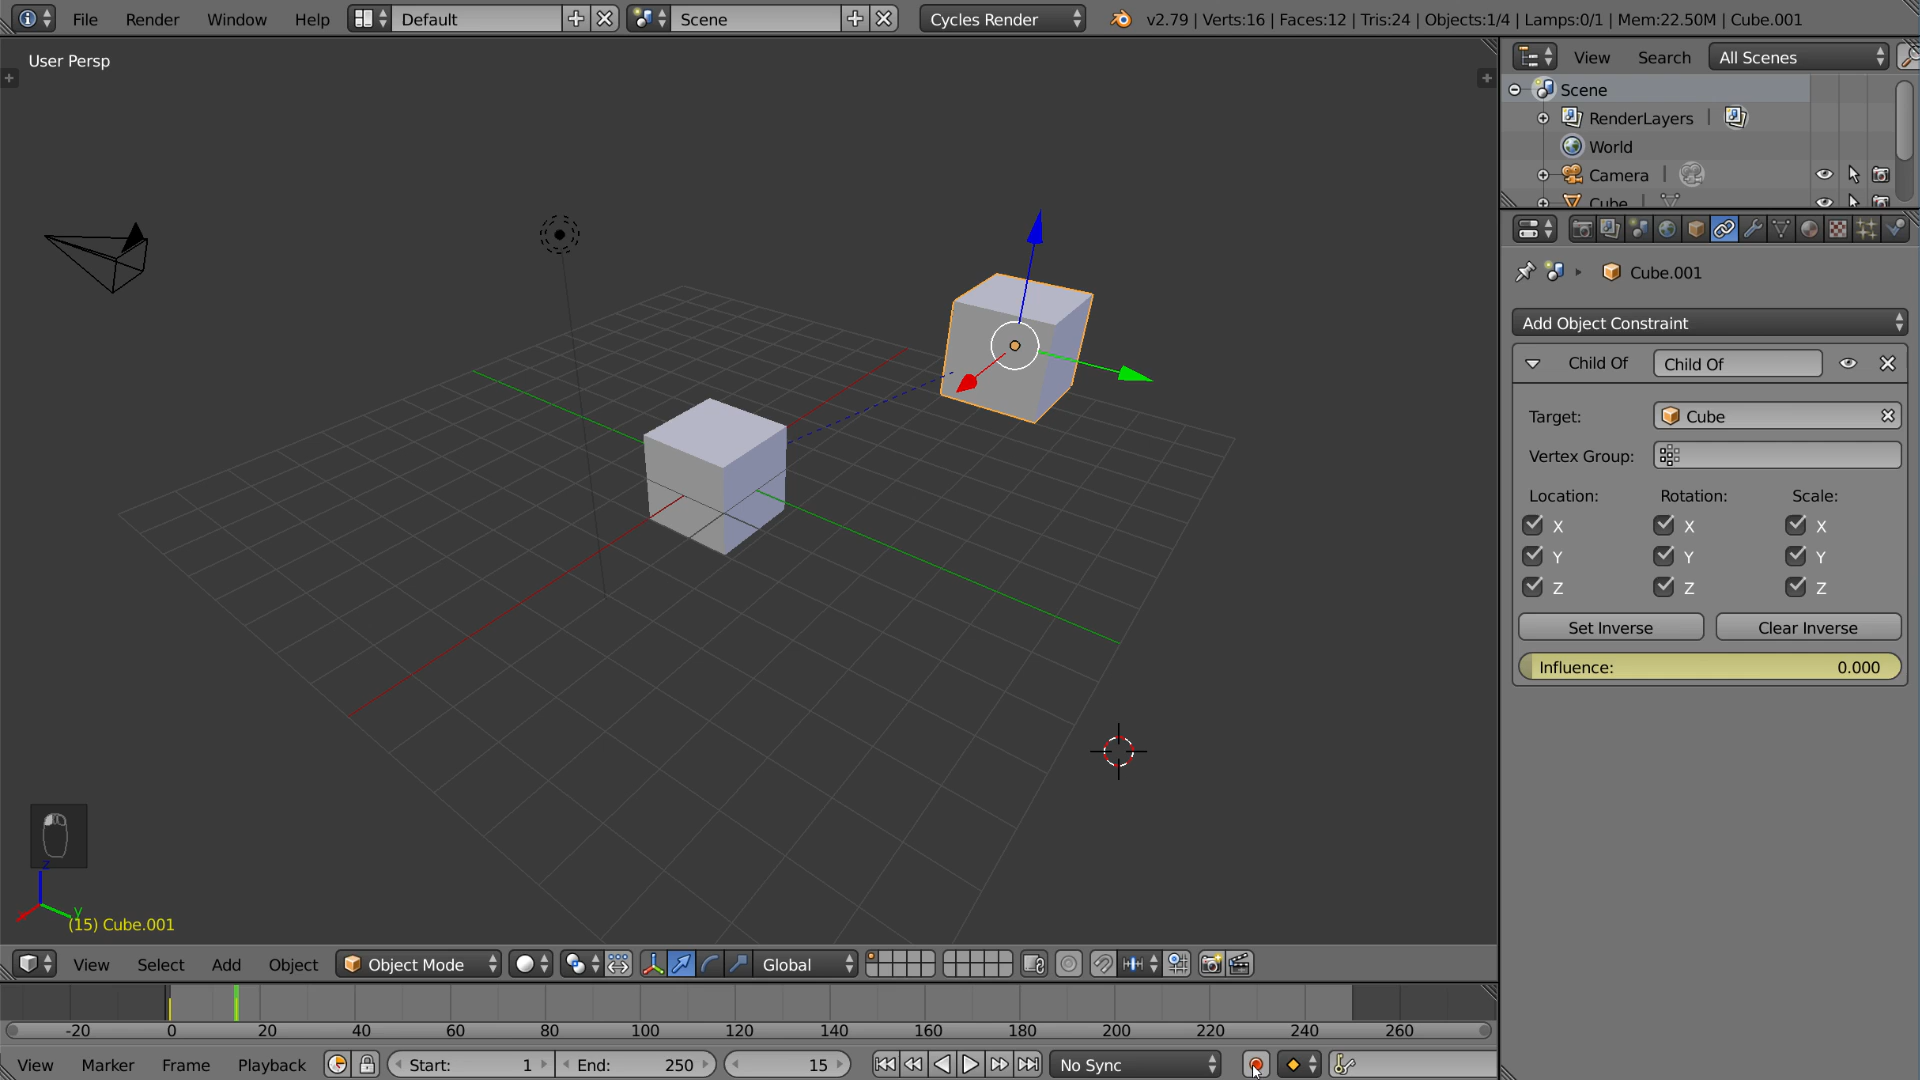 File Render Window Help Default Scene Cycles Render v2.79 | Verts:16 | Faces:12 | Tris:24 | Objects:1/4 | Lamps:0/1 | Mem:22.50M | Cube.001
User Persp
View Search All Scenes
Scene
RenderLayers
World
Camera
Cube
Cube.001
Add Object Constraint
Child Of Child Of
Target: Cube
Vertex Group:
Location: Rotation: Scale:
X X X
Y Y Y
Z Z Z
Set Inverse Clear Inverse
Influence: 0.000
z
y
(15) Cube.001
View Select Add Object Object Mode Global
-20 0 20 40 60 80 100 120 140 160 180 200 220 240 260
View Marker Frame Playback Start: 1 End: 250 15 No Sync